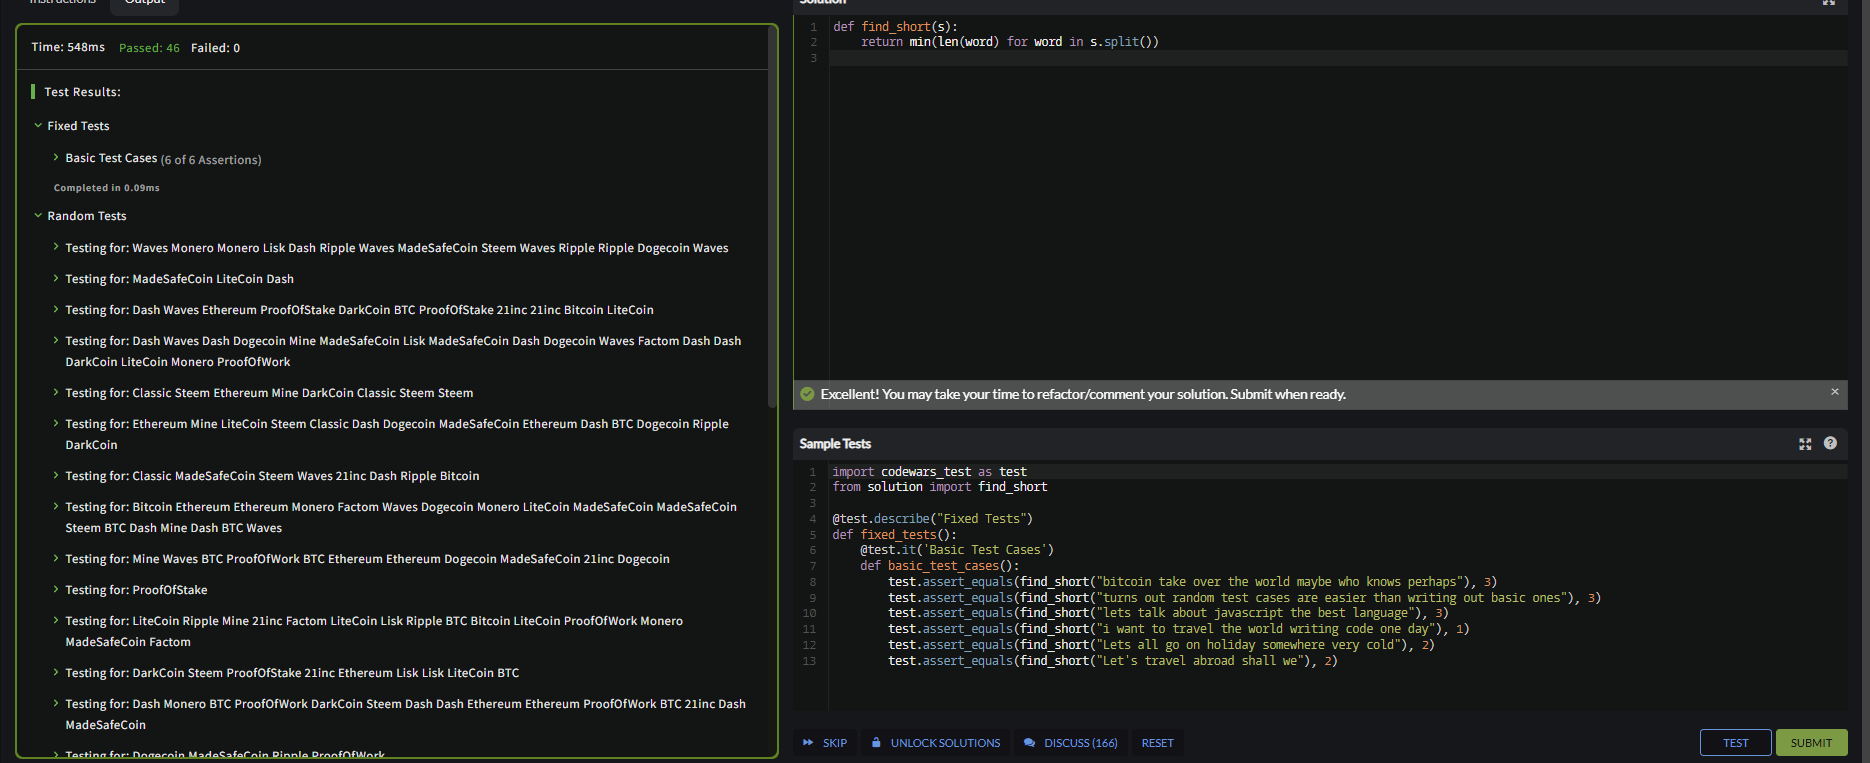 Instructions Output
Time: 548ms Passed: 46 Failed: 0
Test Results:
Fixed Tests
Basic Test Cases (6 of 6 Assertions)
Completed in 0.09ms
Random Tests
Testing for: Waves Monero Monero Lisk Dash Ripple Waves MadeSafeCoin Steem Waves Ripple Ripple Dogecoin Waves
Testing for: MadeSafeCoin LiteCoin Dash
Testing for: Dash Waves Ethereum ProofOfStake DarkCoin BTC ProofOfStake 21inc 21inc Bitcoin LiteCoin
Testing for: Dash Waves Dash Dogecoin Mine MadeSafeCoin Lisk MadeSafeCoin Dash Dogecoin Waves Factom Dash Dash
DarkCoin LiteCoin Monero ProofOfWork
Testing for: Classic Steem Ethereum Mine DarkCoin Classic Steem Steem
Testing for: Ethereum Mine LiteCoin Steem Classic Dash Dogecoin MadeSafeCoin Ethereum Dash BTC Dogecoin Ripple
DarkCoin
Testing for: Classic MadeSafeCoin Steem Waves 21inc Dash Ripple Bitcoin
Testing for: Bitcoin Ethereum Ethereum Monero Factom Waves Dogecoin Monero LiteCoin MadeSafeCoin MadeSafeCoin
Steem BTC Dash Mine Dash BTC Waves
Testing for: Mine Waves BTC ProofOfWork BTC Ethereum Ethereum Dogecoin MadeSafeCoin 21inc Dogecoin
Testing for: ProofOfStake
Testing for: LiteCoin Ripple Mine 21inc Factom LiteCoin Lisk Ripple BTC Bitcoin LiteCoin ProofOfWork Monero
MadeSafeCoin Factom
Testing for: DarkCoin Steem ProofOfStake 21inc Ethereum Lisk Lisk LiteCoin BTC
Testing for: Dash Monero BTC ProofOfWork DarkCoin Steem Dash Dash Ethereum Ethereum ProofOfWork BTC 21inc Dash
MadeSafeCoin
Testing for: Dogecoin MadeSafeCoin Ripple ProofOfWork
Solution
1 def find_short(s):
2 return min(len(word) for word in s.split())
3
Excellent! You may take your time to refactor/comment your solution. Submit when ready.
Sample Tests
1 import codewars_test as test
2 from solution import find_short
3
4 @test.describe("Fixed Tests")
5 def fixed_tests():
6 @test.it('Basic Test Cases')
7 def basic_test_cases():
8 test.assert_equals(find_short("bitcoin take over the world maybe who knows perhaps"), 3)
9 test.assert_equals(find_short("turns out random test cases are easier than writing out basic ones"), 3)
10 test.assert_equals(find_short("lets talk about javascript the best language"), 3)
11 test.assert_equals(find_short("i want to travel the world writing code one day"), 1)
12 test.assert_equals(find_short("Lets all go on holiday somewhere very cold"), 2)
13 test.assert_equals(find_short("Let's travel abroad shall we"), 2)
SKIP UNLOCK SOLUTIONS DISCUSS (166) RESET TEST SUBMIT